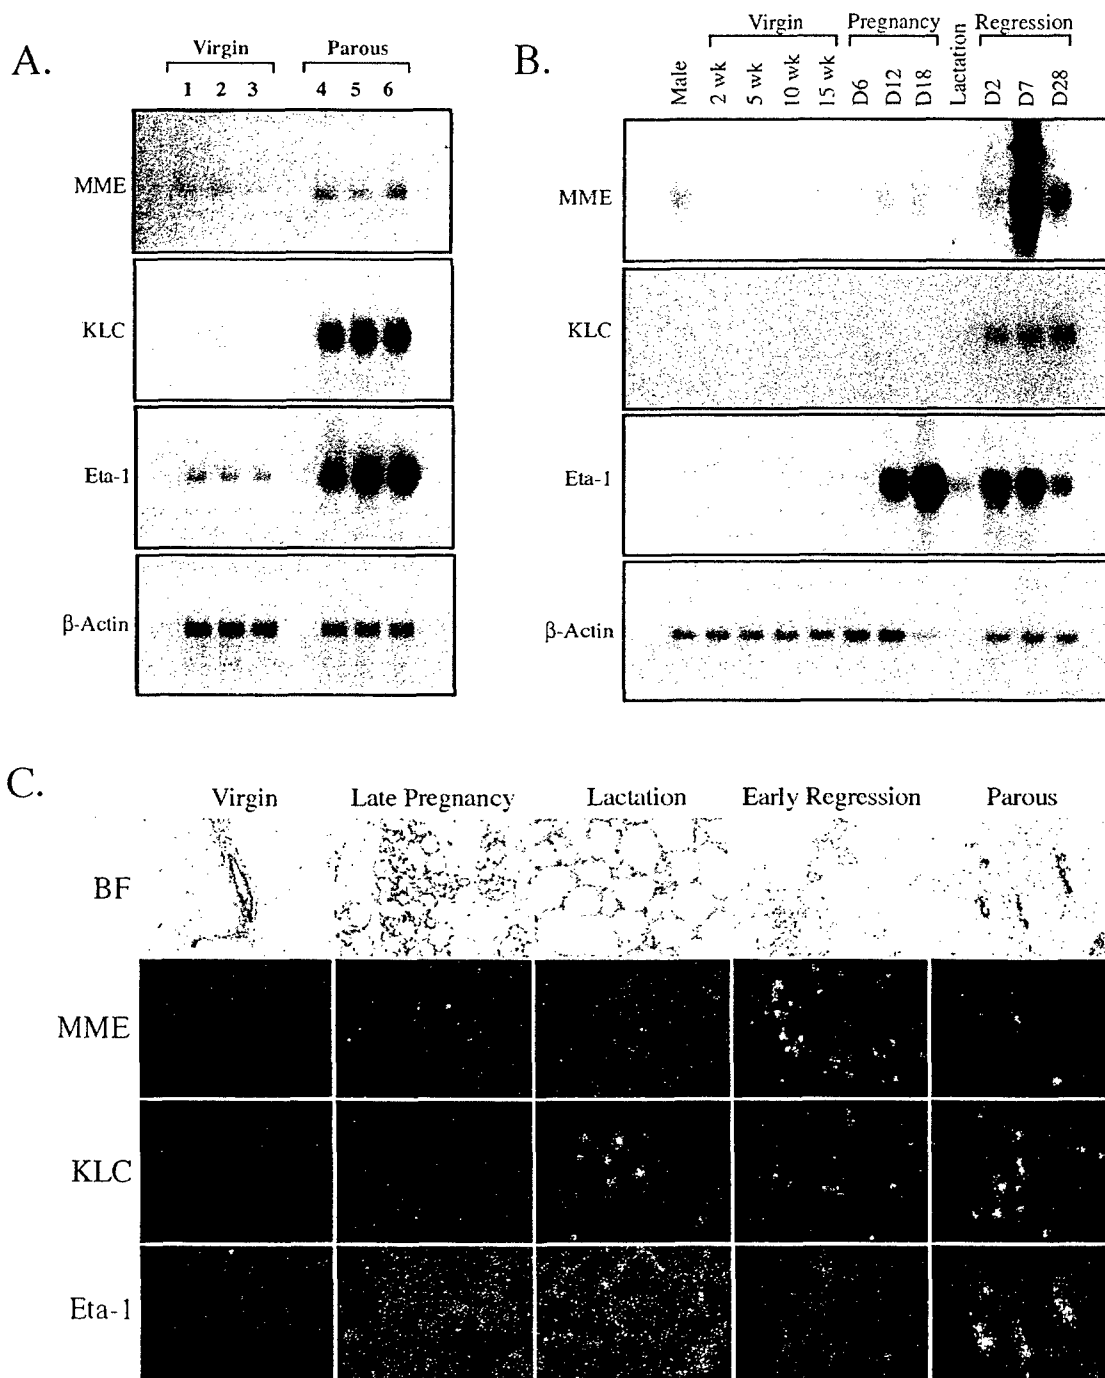 A.
Virgin Parous
1 2 3 4 5 6
MME
KLC
Eta-1
β-Actin
B.
Virgin Pregnancy Regression
Male 2 wk 5 wk 10 wk 15 wk D6 D12 D18 Lactation D2 D7 D28
MME
KLC
Eta-1
β-Actin
C.
Virgin Late Pregnancy Lactation Early Regression Parous
BF
MME
KLC
Eta-1